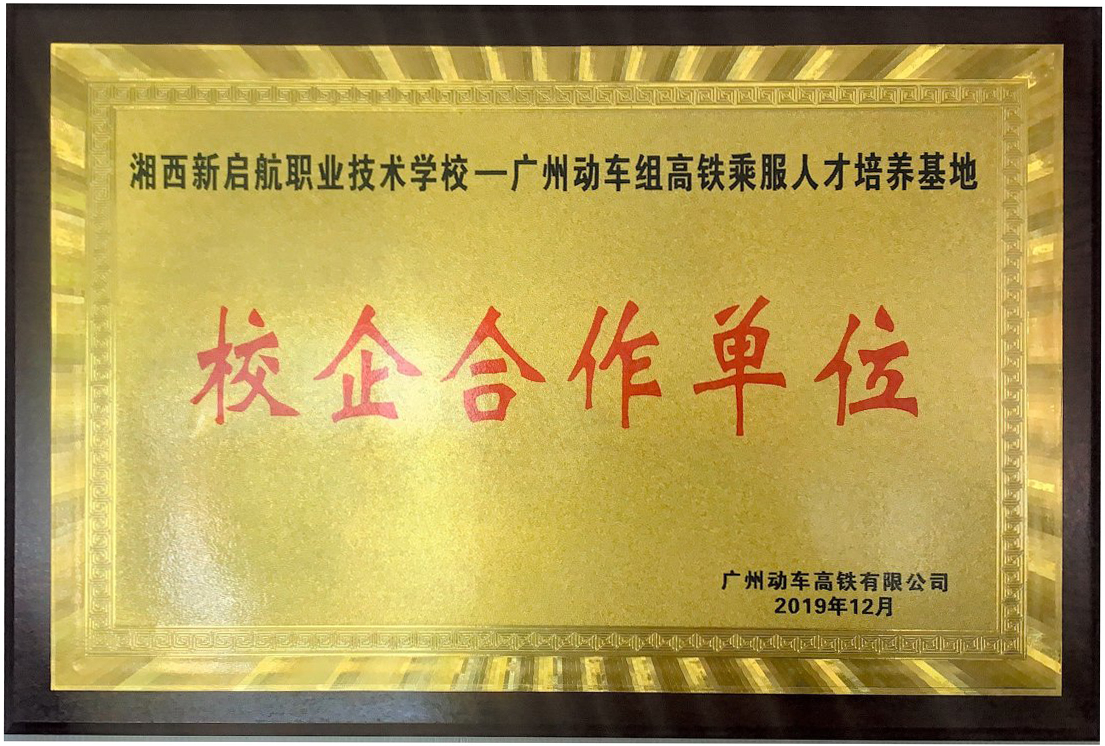 湘西新启航职业技术学校—广州动车组高铁乘服人才培养基地
校企合作单位
广州动车高铁有限公司
2019年12月